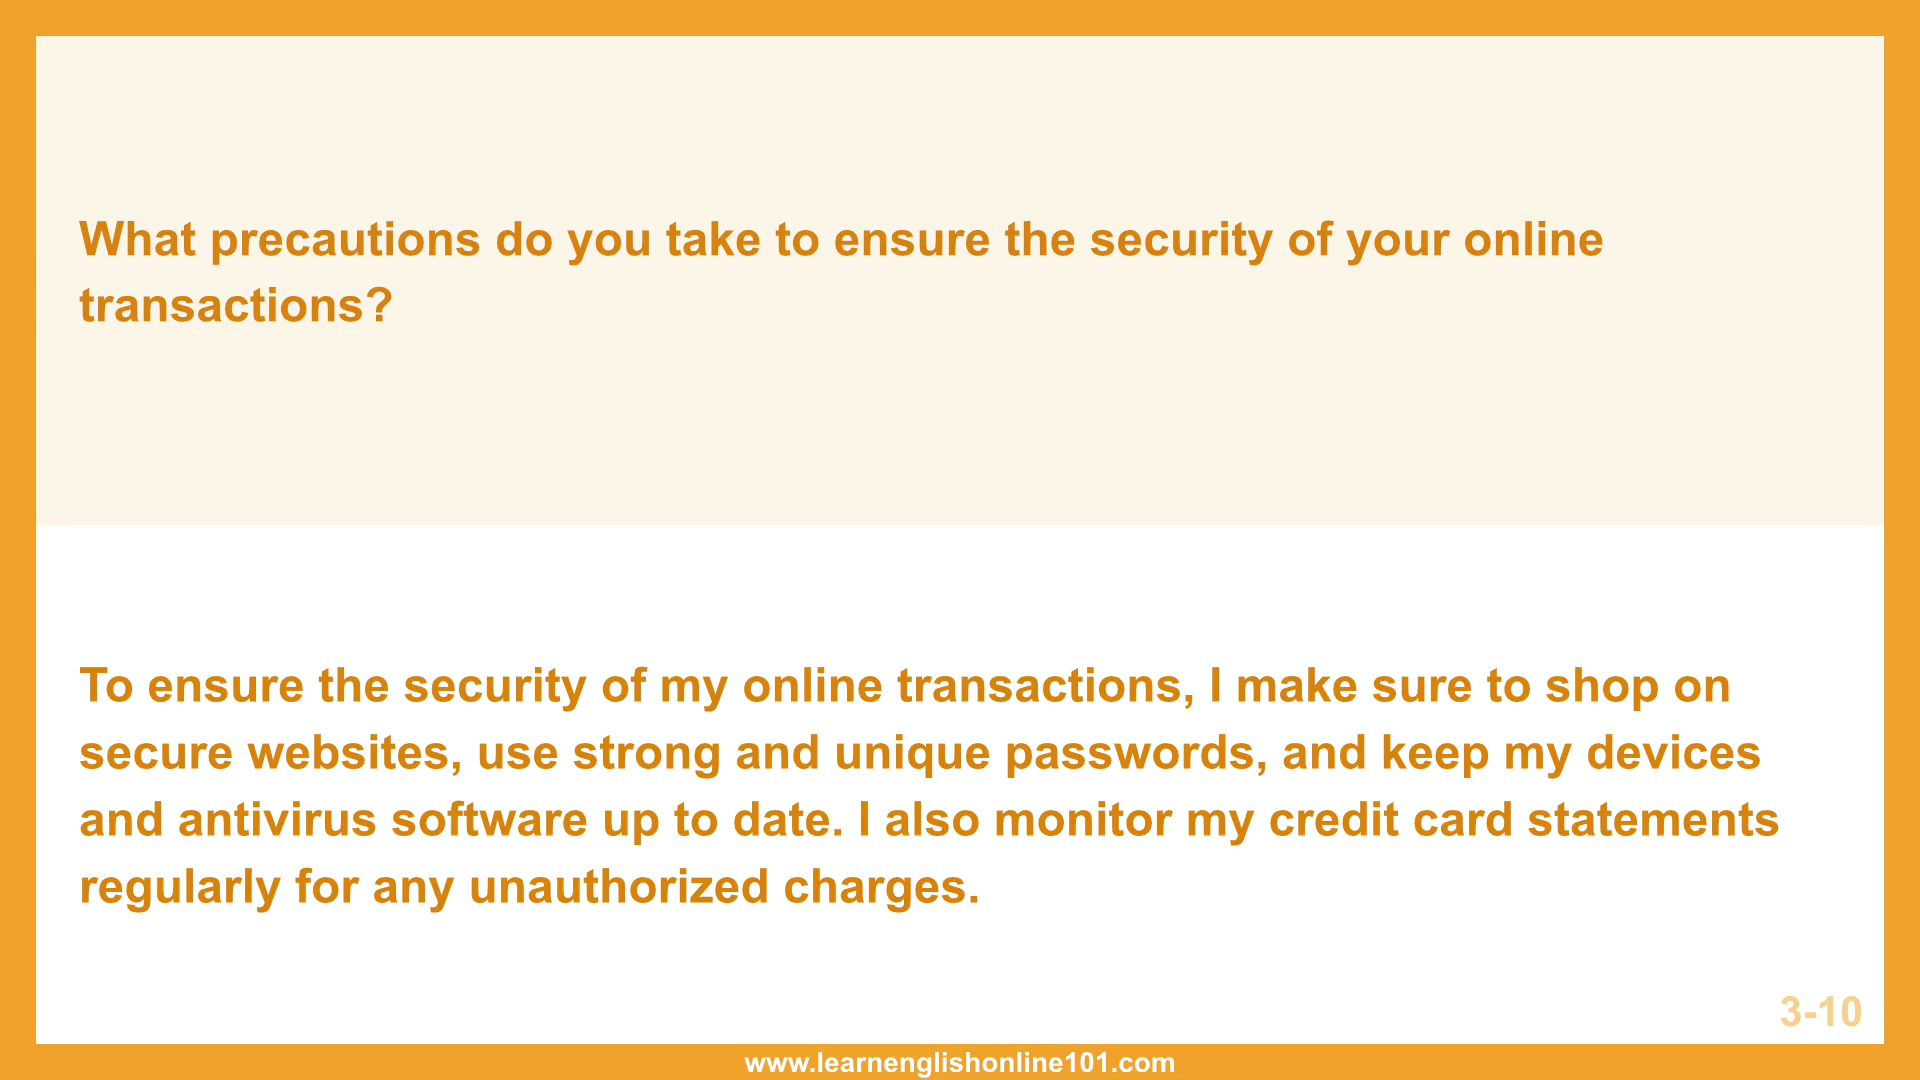 What precautions do you take to ensure the security of your online
transactions?
To ensure the security of my online transactions, I make sure to shop on
secure websites, use strong and unique passwords, and keep my devices
and antivirus software up to date. I also monitor my credit card statements
regularly for any unauthorized charges.
3-10
www.learnenglishonline101.com